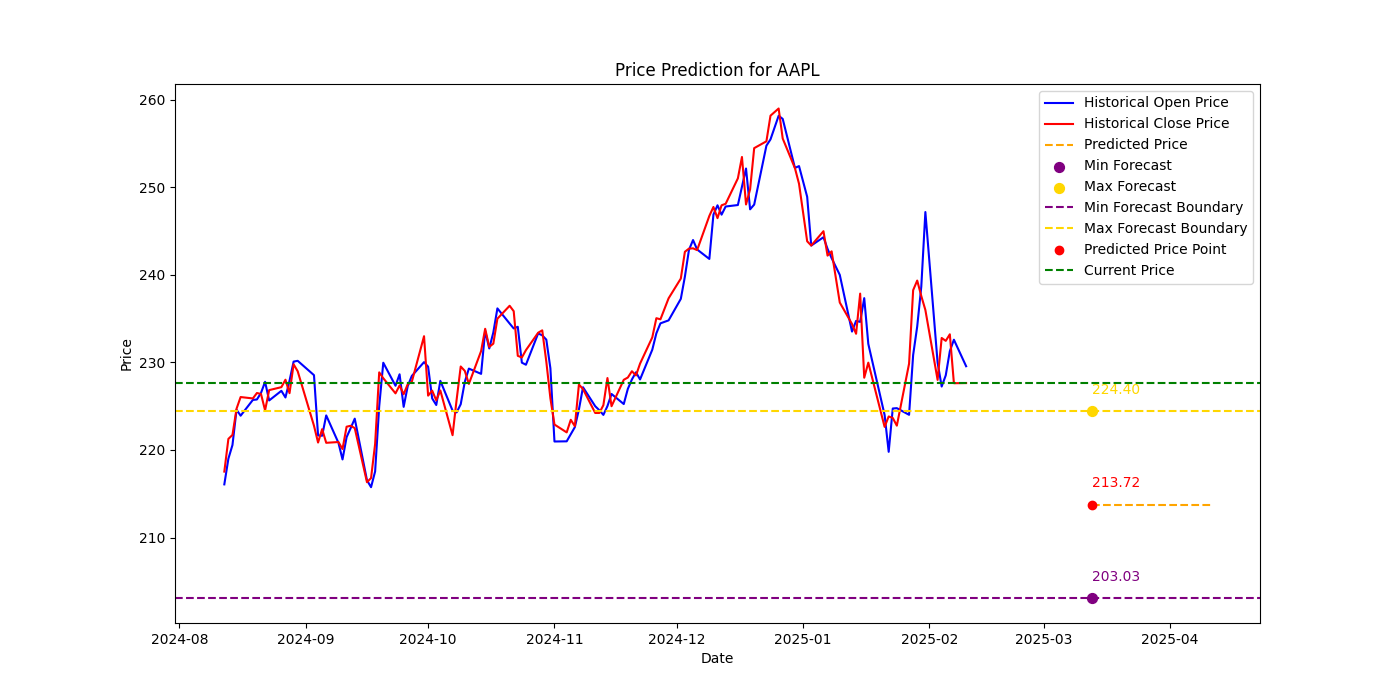 Price Prediction for AAPL
260
250
240
230
220
210
Price
Historical Open Price
Historical Close Price
Predicted Price
Min Forecast
Max Forecast
Min Forecast Boundary
Max Forecast Boundary
Predicted Price Point
Current Price
224.40
213.72
203.03
2024-08
2024-09
2024-10
2024-11
2024-12
2025-01
2025-02
2025-03
2025-04
Date